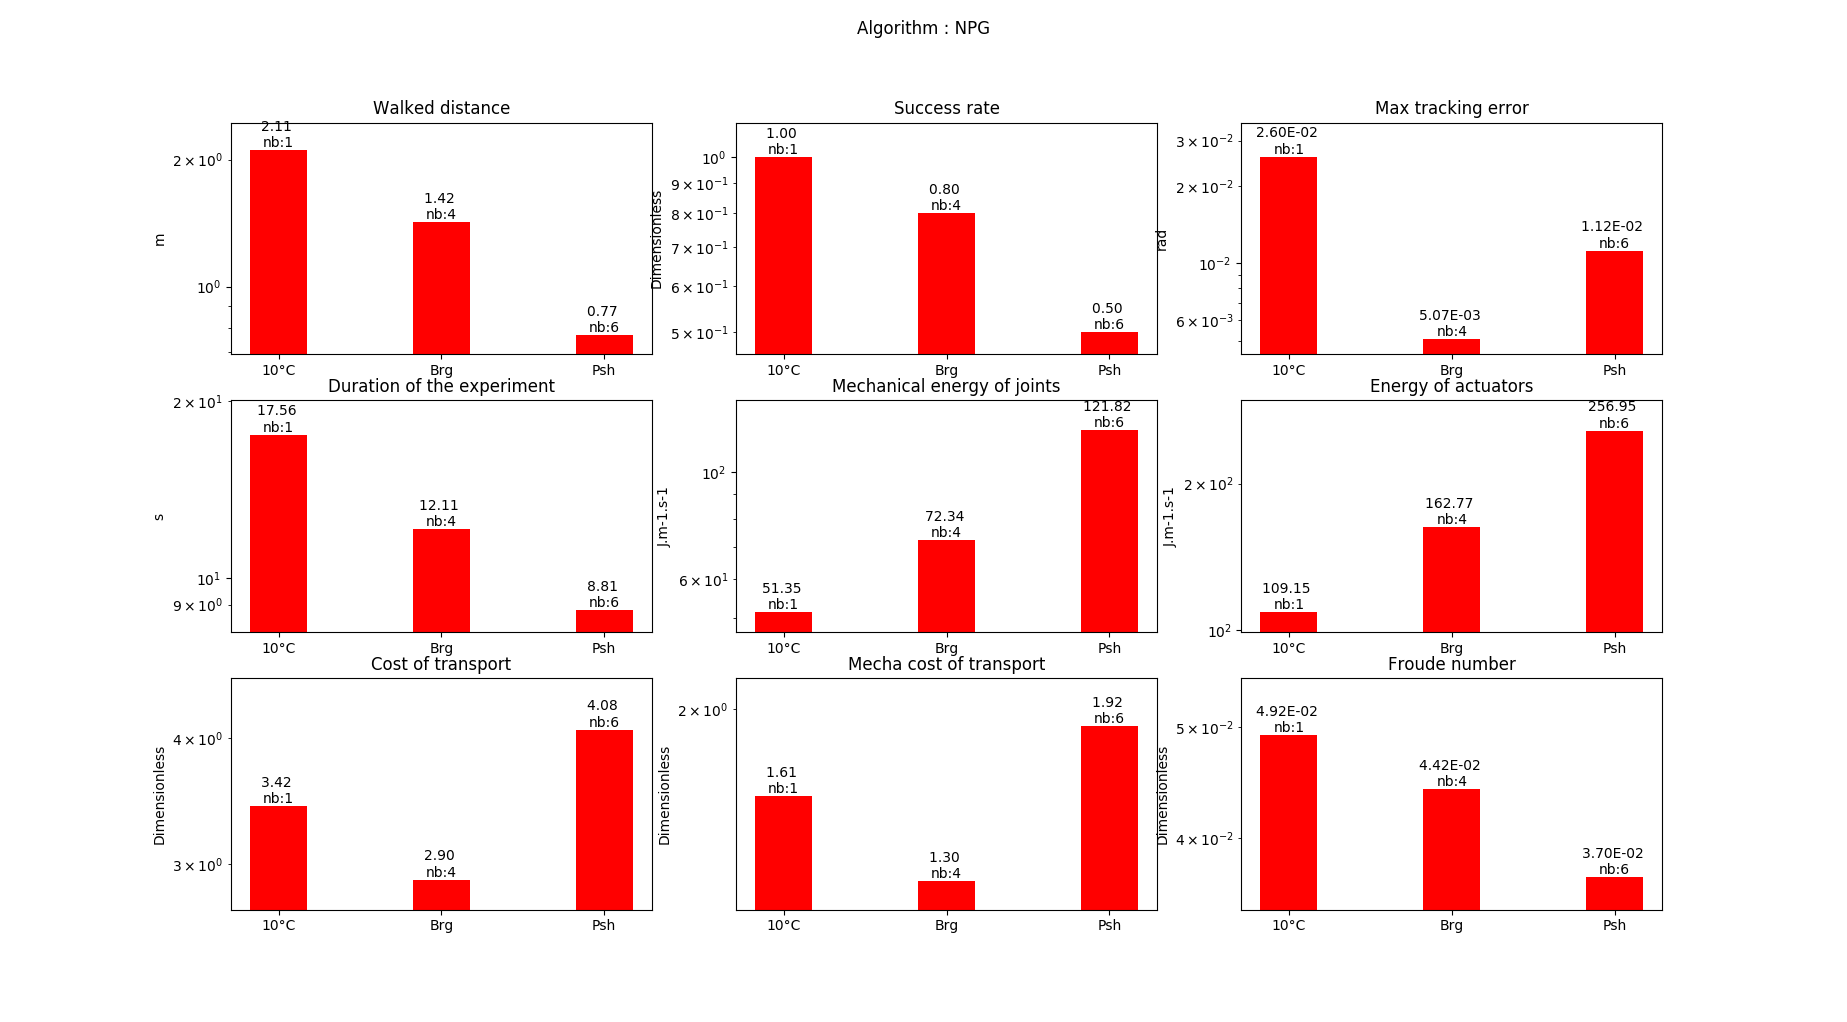 Algorithm : NPG
Walked distance
m
2×10⁰
10⁰
2.11
nb:1
1.42
nb:4
0.77
nb:6
10°C
Brg
Psh
Success rate
Dimensionless
10⁰
9×10⁻¹
8×10⁻¹
7×10⁻¹
6×10⁻¹
5×10⁻¹
1.00
nb:1
0.80
nb:4
0.50
nb:6
10°C
Brg
Psh
Max tracking error
rad
3×10⁻²
2×10⁻²
10⁻²
6×10⁻³
2.60E-02
nb:1
5.07E-03
nb:4
1.12E-02
nb:6
10°C
Brg
Psh
Duration of the experiment
s
2×10¹
10¹
9×10⁰
17.56
nb:1
12.11
nb:4
8.81
nb:6
10°C
Brg
Psh
Mechanical energy of joints
J.m-1.s-1
10²
6×10¹
51.35
nb:1
72.34
nb:4
121.82
nb:6
10°C
Brg
Psh
Energy of actuators
J.m-1.s-1
2×10²
10²
109.15
nb:1
162.77
nb:4
256.95
nb:6
10°C
Brg
Psh
Cost of transport
Dimensionless
4×10⁰
3×10⁰
3.42
nb:1
2.90
nb:4
4.08
nb:6
10°C
Brg
Psh
Mecha cost of transport
Dimensionless
2×10⁰
1.61
nb:1
1.30
nb:4
1.92
nb:6
10°C
Brg
Psh
Froude number
Dimensionless
5×10⁻²
4×10⁻²
4.92E-02
nb:1
4.42E-02
nb:4
3.70E-02
nb:6
10°C
Brg
Psh